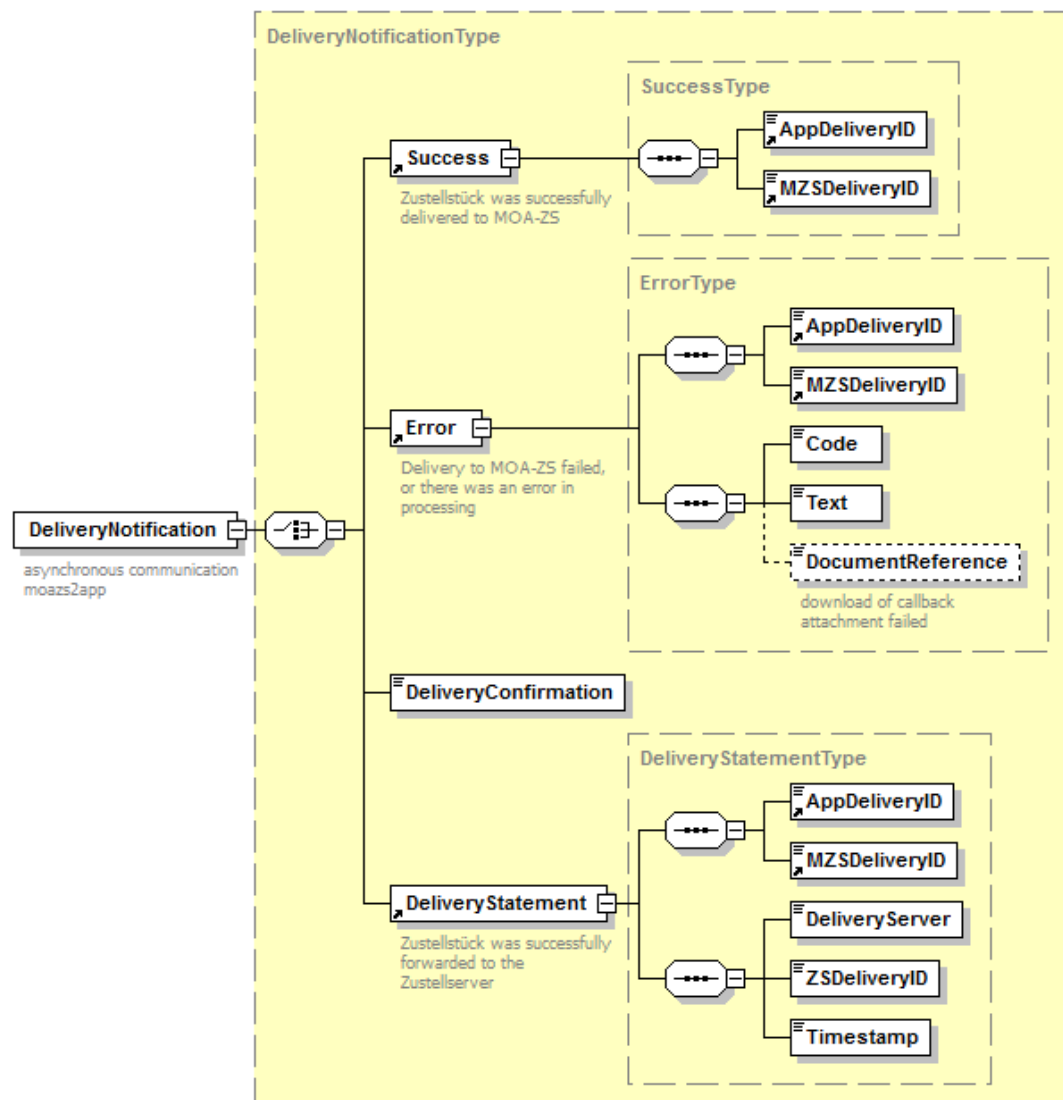 DeliveryNotificationType
SuccessType
AppDeliveryID
Success
MZSDeliveryID
Zustellstück was successfully
delivered to MOA-ZS
ErrorType
AppDeliveryID
MZSDeliveryID
Error
Code
Delivery to MOA-ZS failed,
or there was an error in
processing
Text
DeliveryNotification
asynchronous communication
moazs2app
DocumentReference
download of callback
attachment failed
DeliveryConfirmation
DeliveryStatementType
AppDeliveryID
MZSDeliveryID
DeliveryStatement
DeliveryServer
Zustellstück was successfully
forwarded to the
Zustellserver
ZSDeliveryID
Timestamp